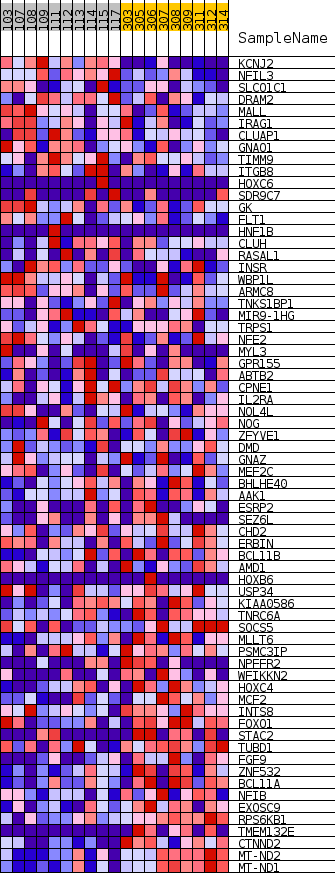 103 107 108 109 111 112 113 114 115 117 303 305 306 307 308 309 311 312 314
SampleName
KCNJ2
NFIL3
SLCO1C1
DRAM2
MALL
TRAG1
CLUAP1
GNAO1
TIMM9
ITGB8
HOXC6
SDR9C7
GK
FLT1
HNF1B
CLUH
RASAL1
INSR
WBP1L
ARMC8
TNKS1BP1
MIR9-1HG
TRPS1
NFE2
MYL3
GPR155
ABTB2
CPNE1
IL2RA
NOL4L
NOG
ZFYVE1
DMD
GNAZ
MEF2C
BHLHE40
AAK1
ESRP2
SEZ6L
CHD2
ERBIN
BCL11B
AMD1
HOXB6
USP34
KIAA0586
TNRC6A
SOCS5
MLLT6
PSMC3IP
NPFFR2
WFIKKN2
HOXC4
MCF2
INTS8
FOXO1
STAC2
TUBD1
FGF9
ZNF532
BCL11A
NFIB
EXOSC9
RPS6KB1
TMEM132E
CTNND2
MT-ND2
MT-ND1